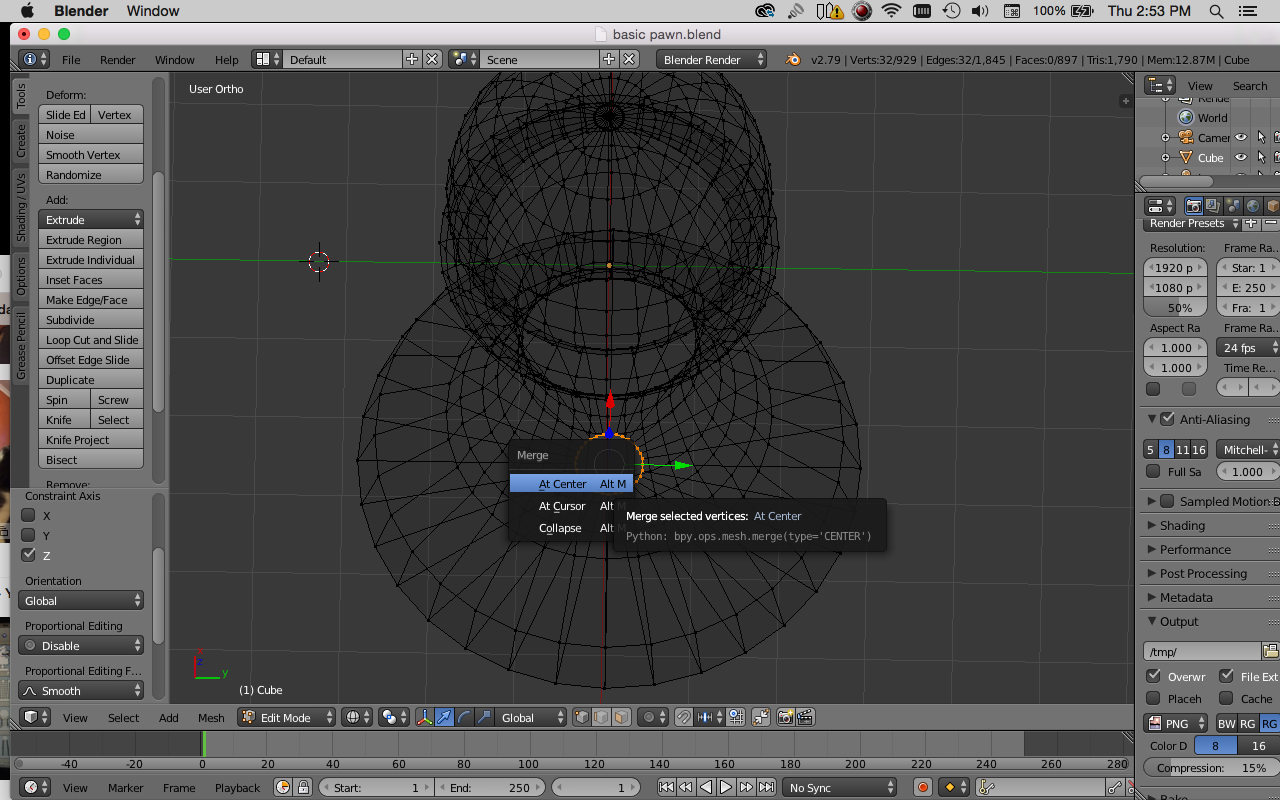 Blender Window 100% Thu 2:53 PM
basic pawn.blend
File Render Window Help Default Scene Blender Render v2.79 | Verts:32/929 | Edges:32/1,845 | Faces:0/897 | Tris:1,790 | Mem:12.87M | Cube
Tools
Create
Shading / UVs
Options
Grease Pencil
Deform:
Slide Ed Vertex
Noise
Smooth Vertex
Randomize
Add:
Extrude
Extrude Region
Extrude Individual
Inset Faces
Make Edge/Face
Subdivide
Loop Cut and Slide
Offset Edge Slide
Duplicate
Spin Screw
Knife Select
Knife Project
Bisect
Remove:
Constraint Axis
X
Y
Z
Orientation
Global
Proportional Editing
Disable
Proportional Editing F...
Smooth
User Ortho
Merge
At Center Alt M
At Cursor Alt M
Collapse Alt M
Merge selected vertices: At Center
Python: bpy.ops.mesh.merge(type='CENTER')
x
z
y
(1) Cube
View Select Add Mesh Edit Mode Global
-40 -20 0 20 40 60 80 100 120 140 160 180 200 220 240 260 280
View Marker Frame Playback Start: 1 End: 250 1 No Sync
View Search
Rende
World
Camer
Cube
Render Presets
Resolution: Frame Ra
1920 p Star: 1
1080 p E: 250
50% Fra: 1
Aspect Ra Frame Ra..
1.000 24 fps
1.000 Time Re...
Anti-Aliasing
5 8 11 16 Mitchell-
Full Sa 1.000
Sampled Motion B
Shading
Performance
Post Processing
Metadata
Output
/tmp/
Overwr File Ext
Placeh Cache
PNG BW RG RG
Color D 8 16
Compression: 15%
Bake